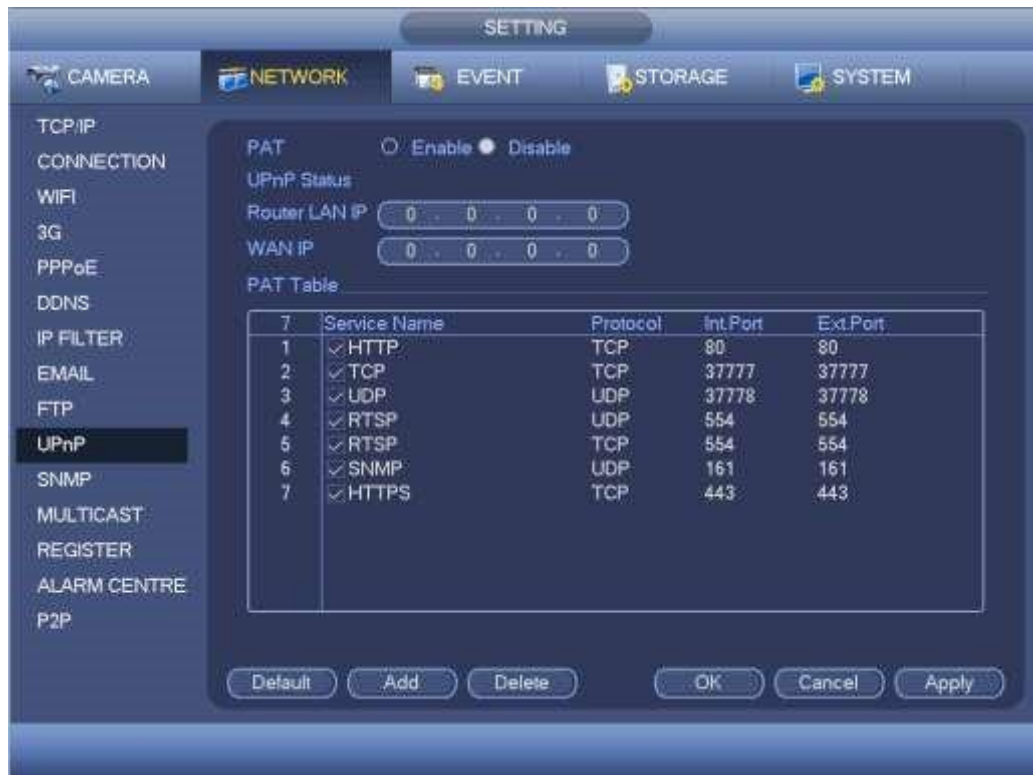 SETTING
CAMERA NETWORK EVENT STORAGE SYSTEM
TCP/IP
CONNECTION
WIFI
3G
PPPoE
DDNS
IP FILTER
EMAIL
FTP
UPnP
SNMP
MULTICAST
REGISTER
ALARM CENTRE
P2P
PAT Enable Disable
UPnP Status
Router LAN IP 0 . 0 . 0 . 0
WAN IP 0 . 0 . 0 . 0
PAT Table
7 Service Name Protocol Int.Port Ext.Port
1 HTTP TCP 80 80
2 TCP TCP 37777 37777
3 UDP UDP 37778 37778
4 RTSP UDP 554 554
5 RTSP TCP 554 554
6 SNMP UDP 161 161
7 HTTPS TCP 443 443
Default Add Delete OK Cancel Apply